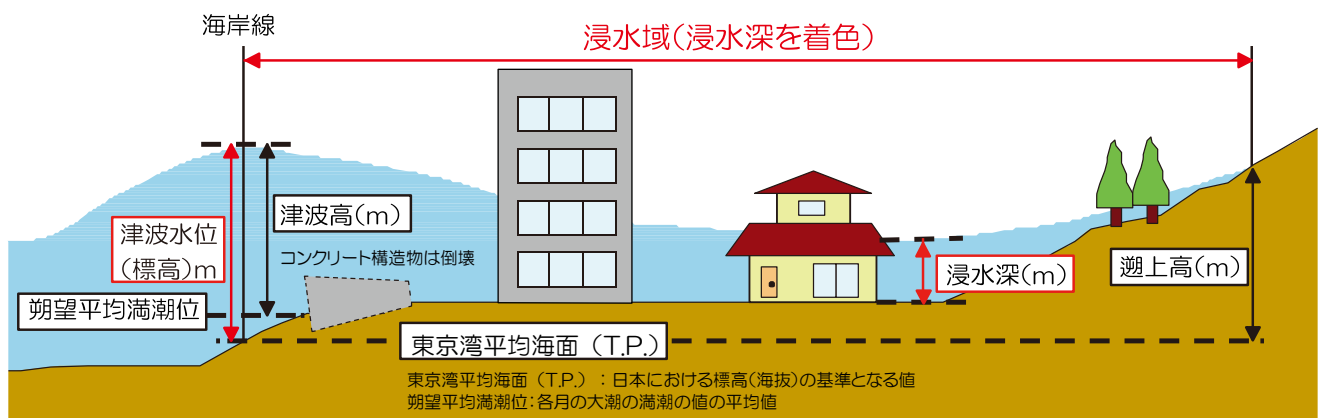 海岸線
浸水域(浸水深を着色)
津波高(m)
津波水位
(標高)m
コンクリート構造物は倒壊
朔望平均満潮位
浸水深(m)
遡上高(m)
東京湾平均海面(T.P.)
東京湾平均海面(T.P.):日本における標高(海抜)の基準となる値
朔望平均満潮位:各月の大潮の満潮の値の平均値